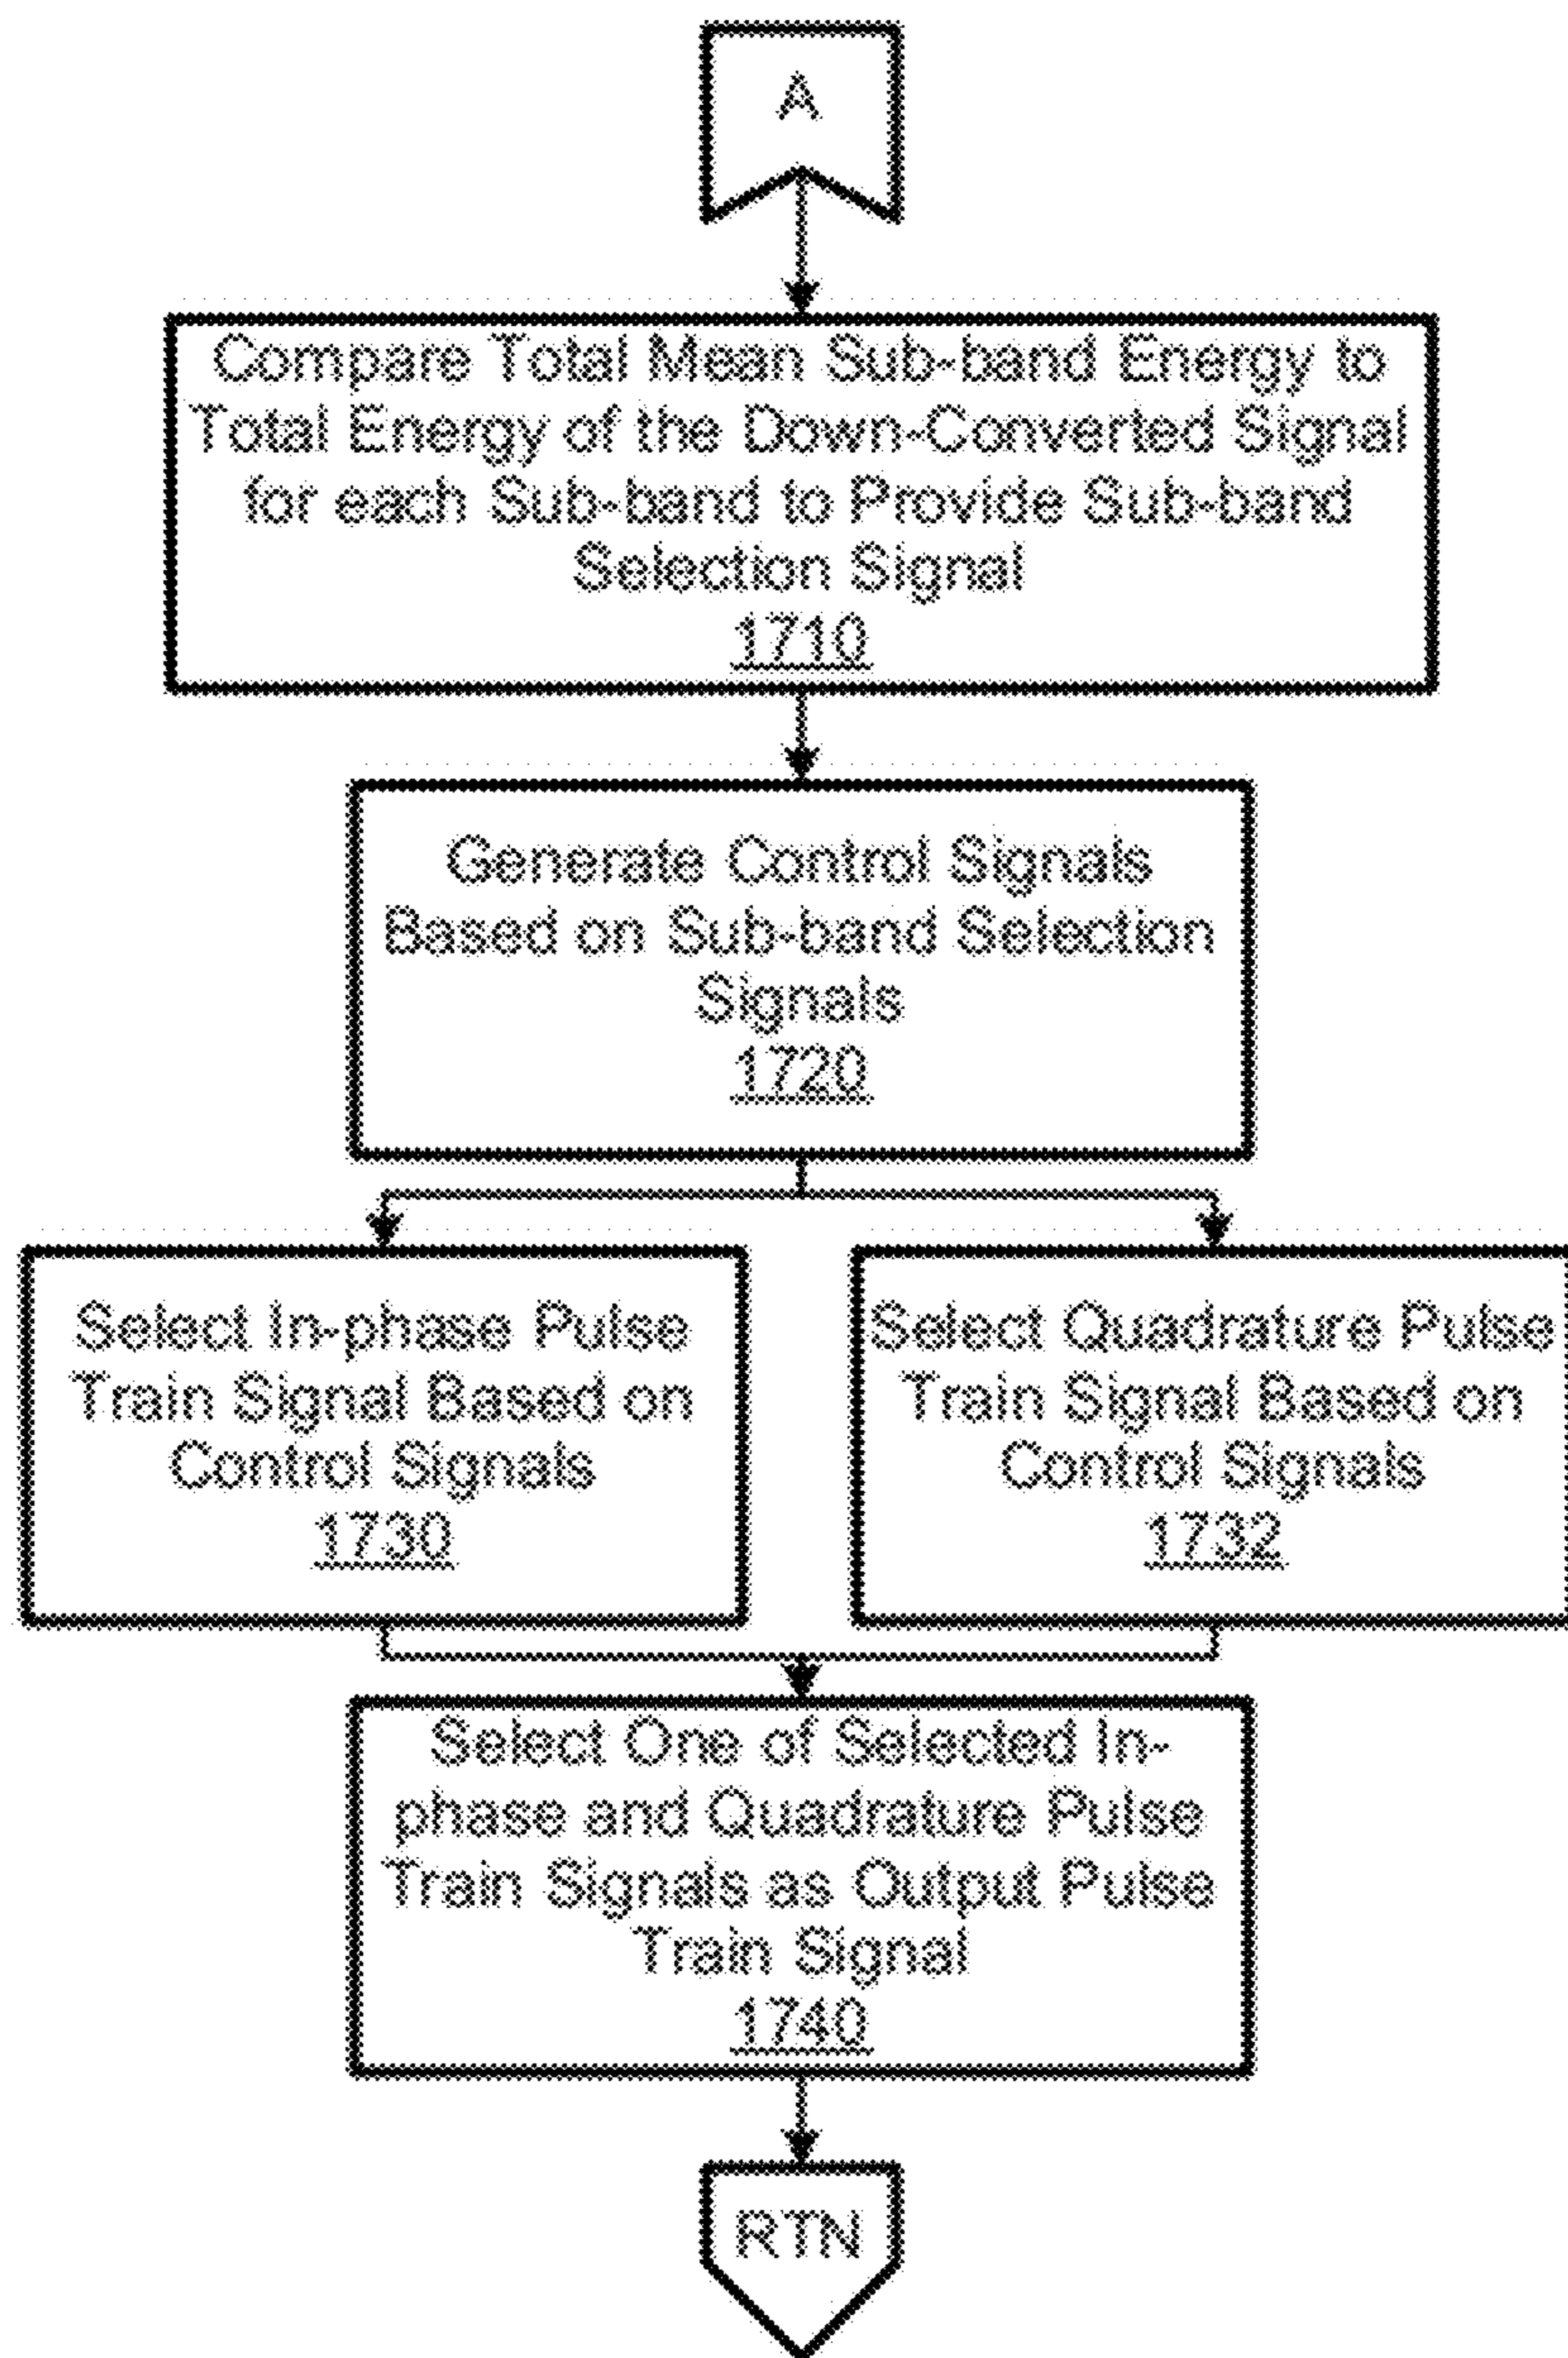 A
Compare Total Mean Sub-band Energy to
Total Energy of the Down-Converted Signal
for each Sub-band to Provide Sub-band
Selection Signal
1710
Generate Control Signals
Based on Sub-band Selection
Signals
1720
Select In-phase Pulse
Train Signal Based on
Control Signals
1730
Select Quadrature Pulse
Train Signal Based on
Control Signals
1732
Select One of Selected In-
phase and Quadrature Pulse
Train Signals as Output Pulse
Train Signal
1740
RTN